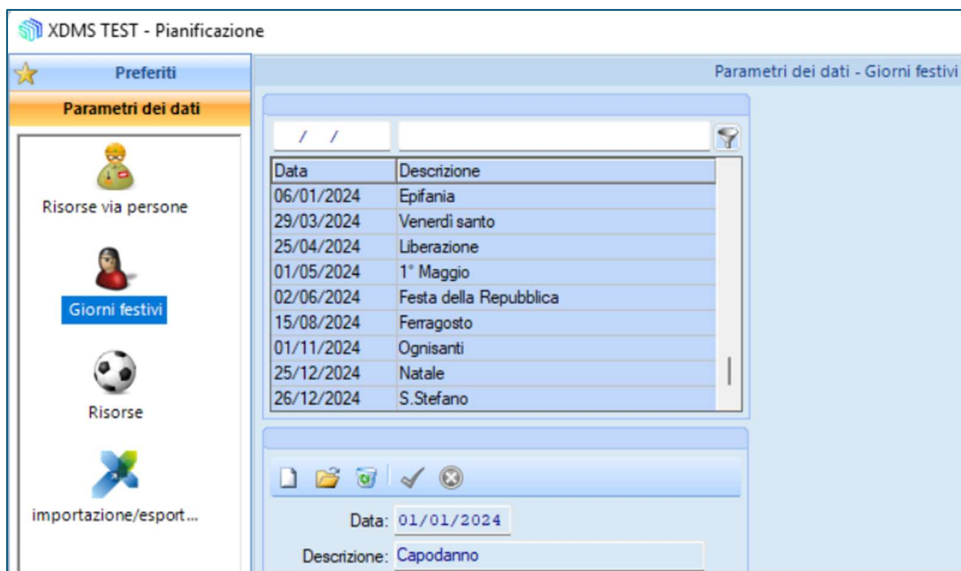 XDMS TEST - Pianificazione
Preferiti
Parametri dei dati - Giorni festivi
Parametri dei dati
Risorse via persone
Giorni festivi
Risorse
importazione/esport...
/ /
Data Descrizione
06/01/2024 Epifania
29/03/2024 Venerdì santo
25/04/2024 Liberazione
01/05/2024 1° Maggio
02/06/2024 Festa della Repubblica
15/08/2024 Ferragosto
01/11/2024 Ognisanti
25/12/2024 Natale
26/12/2024 S.Stefano
Data: 01/01/2024
Descrizione: Capodanno